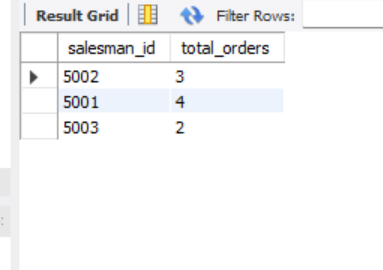 Result Grid Filter Rows:
salesman_id total_orders
5002 3
5001 4
5003 2
: